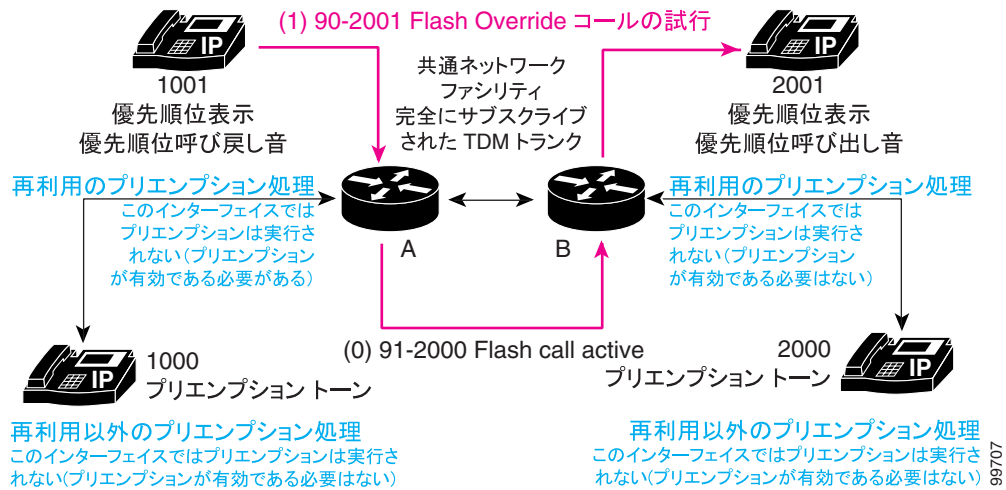 (1) 90-2001 Flash Override コールの試行
IP
1001
優先順位表示
優先順位呼び戻し音
共通ネットワーク
ファシリティ
完全にサブスクライブ
された TDM トランク
IP
2001
優先順位表示
優先順位呼び出し音
再利用のプリエンプション処理
このインターフェイスでは
プリエンプションは実行さ
れない(プリエンプション
が有効である必要がある)
A
B
再利用のプリエンプション処理
このインターフェイスでは
プリエンプションは実行さ
れない(プリエンプション
が有効である必要はない)
(0) 91-2000 Flash call active
IP
1000
プリエンプション トーン
2000
プリエンプション トーン
IP
再利用以外のプリエンプション処理
このインターフェイスではプリエンプションは実行さ
れない(プリエンプションが有効である必要はない)
再利用以外のプリエンプション処理
このインターフェイスではプリエンプションは実行さ
れない(プリエンプションが有効である必要はない)
99707